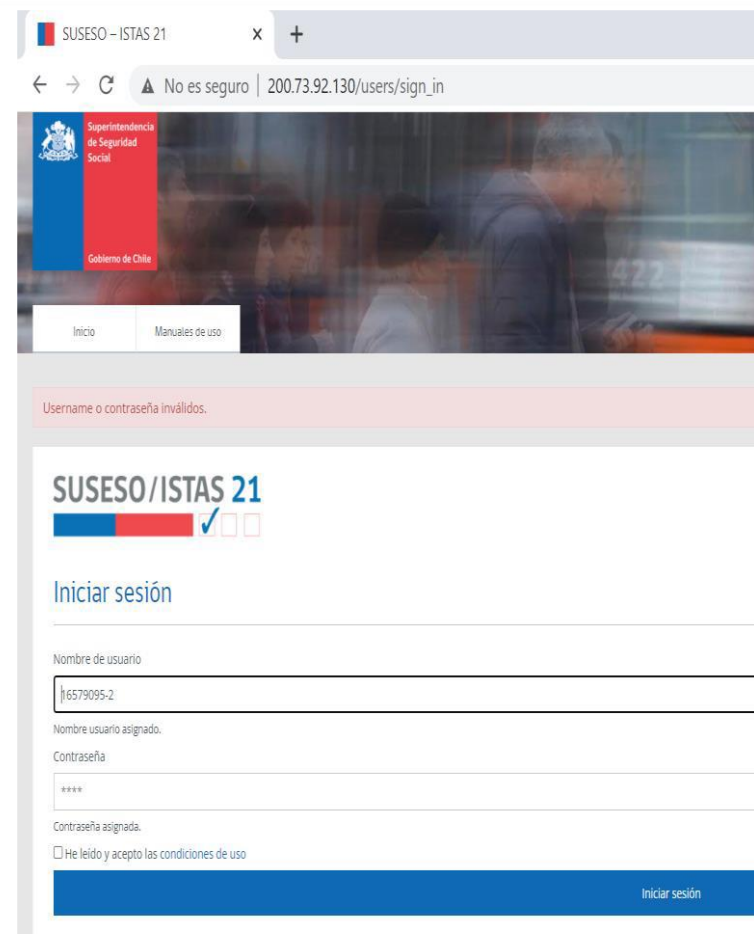 SUSESO – ISTAS 21 x +
No es seguro | 200.73.92.130/users/sign_in
Superintendencia
de Seguridad
Social
Gobierno de Chile
422
Inicio Manuales de uso
Username o contraseña inválidos.
SUSESO/ISTAS 21
Iniciar sesión
Nombre de usuario
16579095-2
Nombre usuario asignado.
Contraseña
****
Contraseña asignada.
He leído y acepto las condiciones de uso
Iniciar sesión